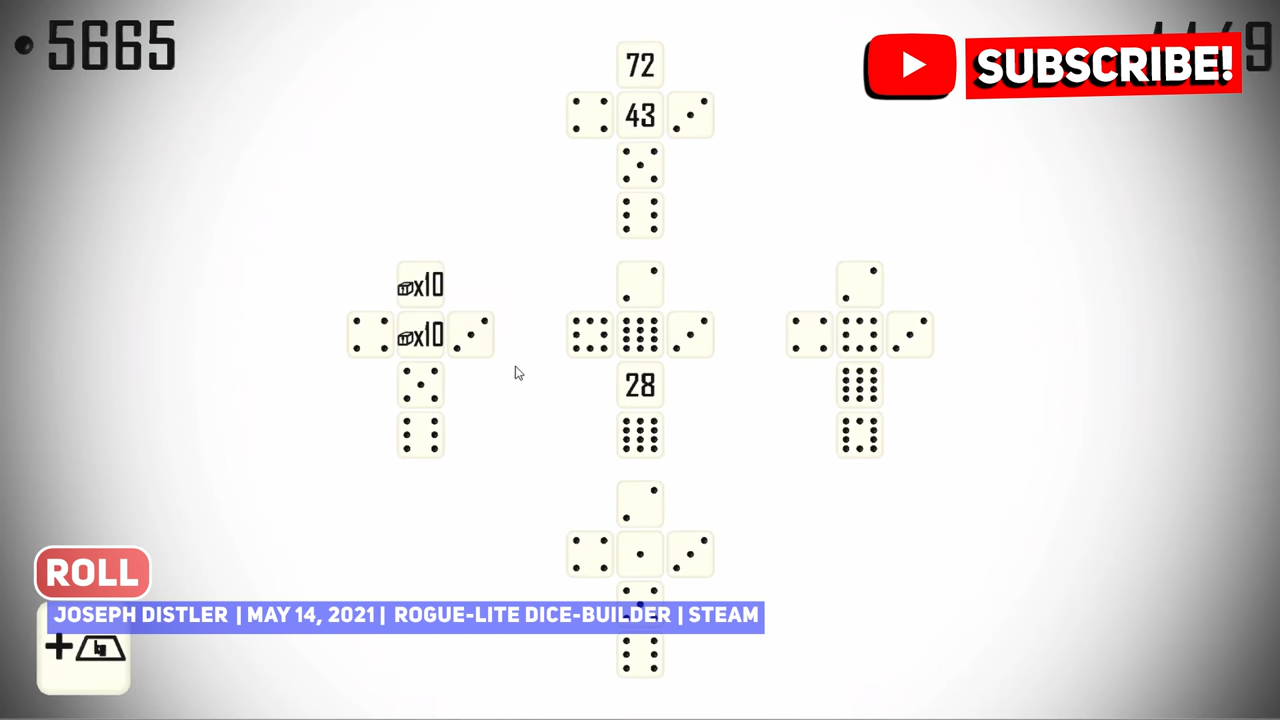 5665
SUBSCRIBE!
72
43
x10
x10
28
ROLL
JOSEPH DISTLER | MAY 14, 2021 | ROGUE-LITE DICE-BUILDER | STEAM
+